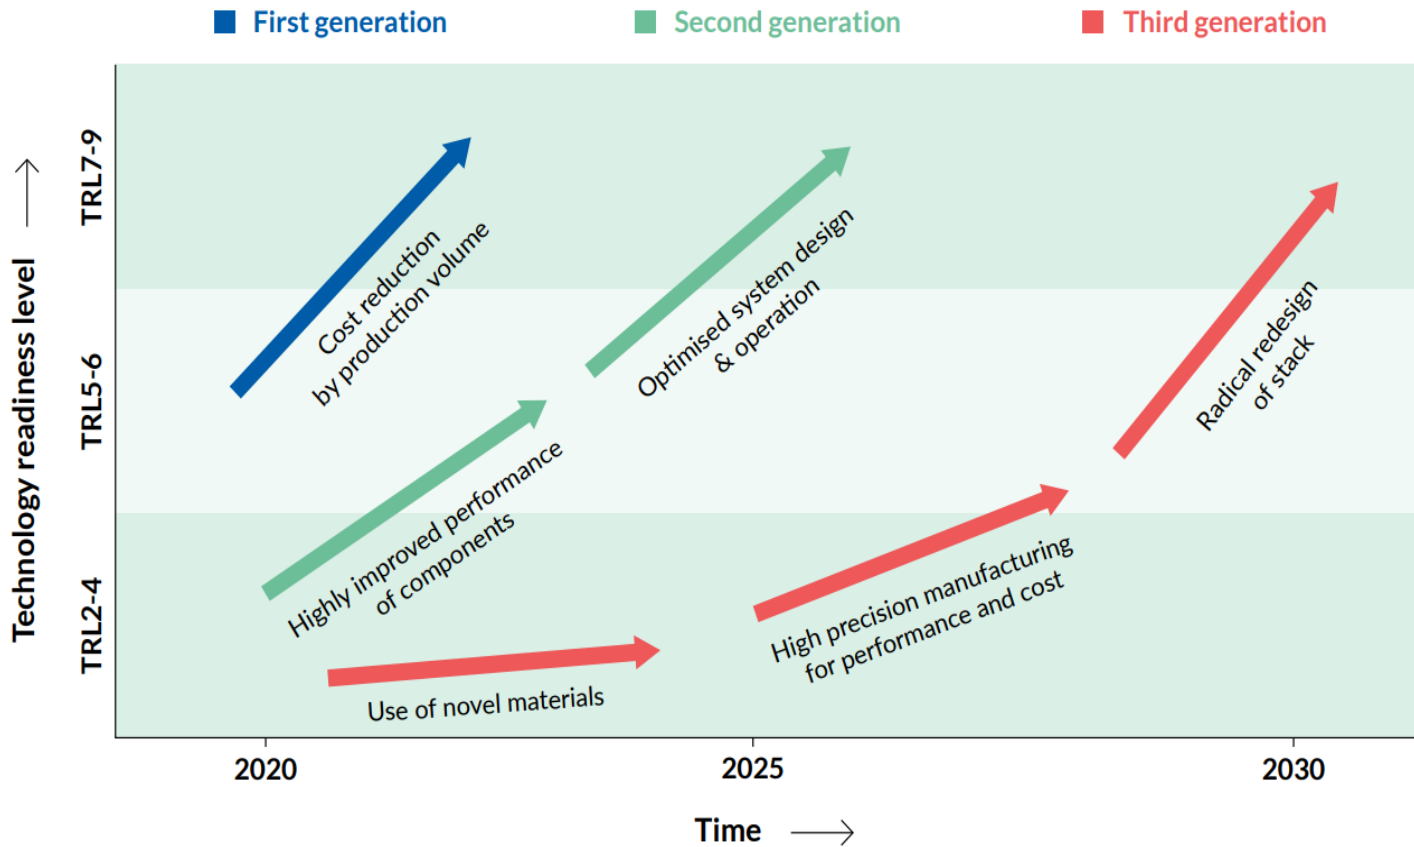 First generation
Second generation
Third generation
Technology readiness level
TRL7-9
TRL5-6
TRL2-4
Cost reduction
by production volume
Optimised system design
& operation
Radical redesign
of stack
Highly improved performance
of components
High precision manufacturing
for performance and cost
Use of novel materials
2020
2025
2030
Time